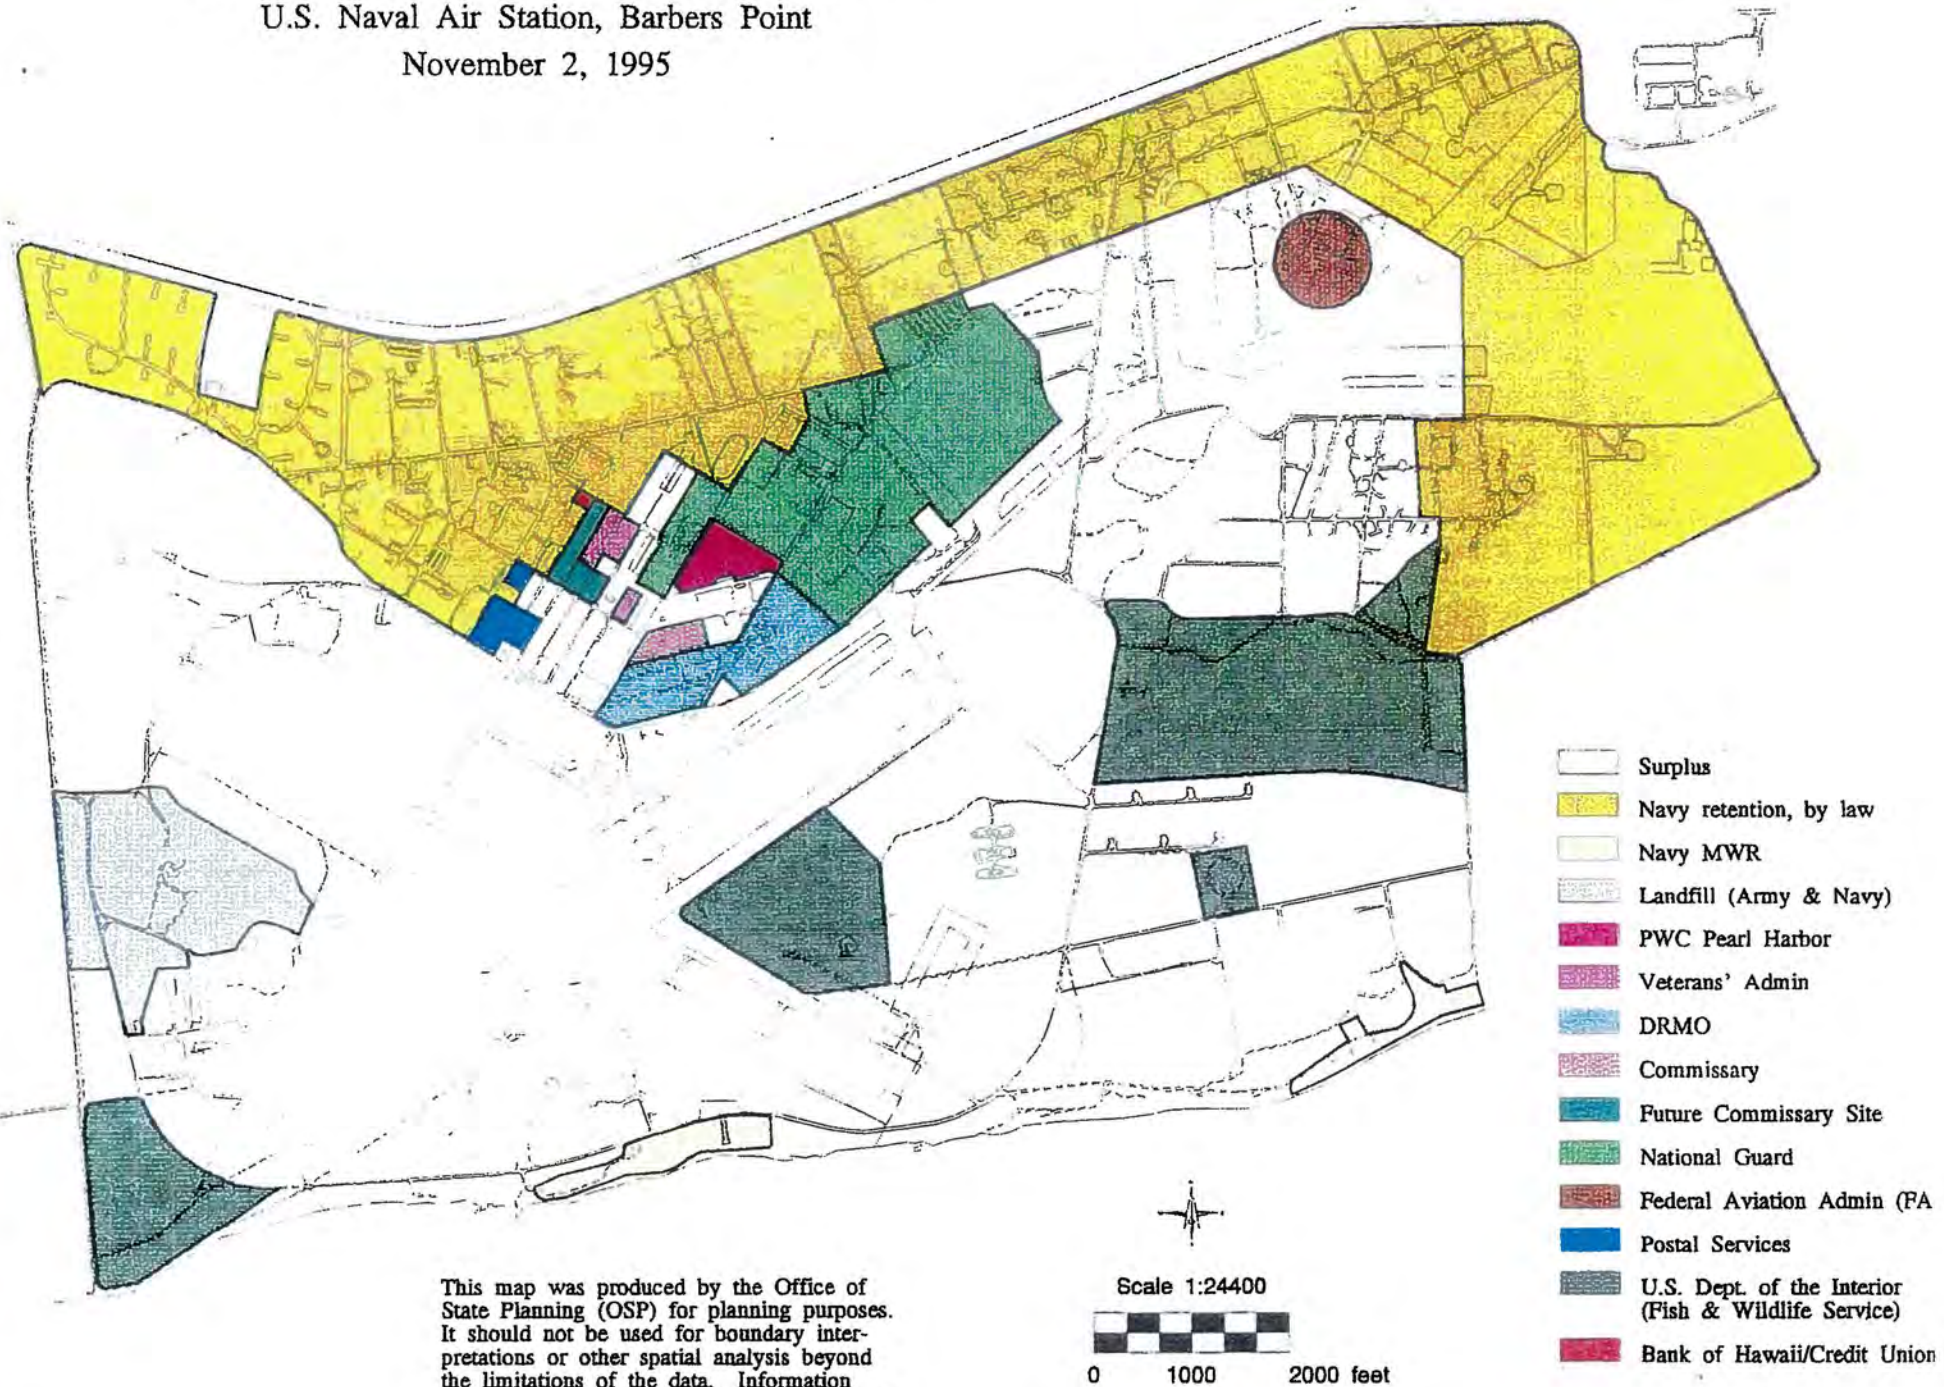 U.S. Naval Air Station, Barbers Point
November 2, 1995
Surplus
Navy retention, by law
Navy MWR
Landfill (Army & Navy)
PWC Pearl Harbor
Veterans' Admin
DRMO
Commissary
Future Commissary Site
National Guard
Federal Aviation Admin (FA
Postal Services
U.S. Dept. of the Interior
(Fish & Wildlife Service)
Bank of Hawaii/Credit Union
This map was produced by the Office of
State Planning (OSP) for planning purposes.
It should not be used for boundary inter-
pretations or other spatial analysis beyond
the limitations of the data. Information
Scale 1:24400
0 1000 2000 feet